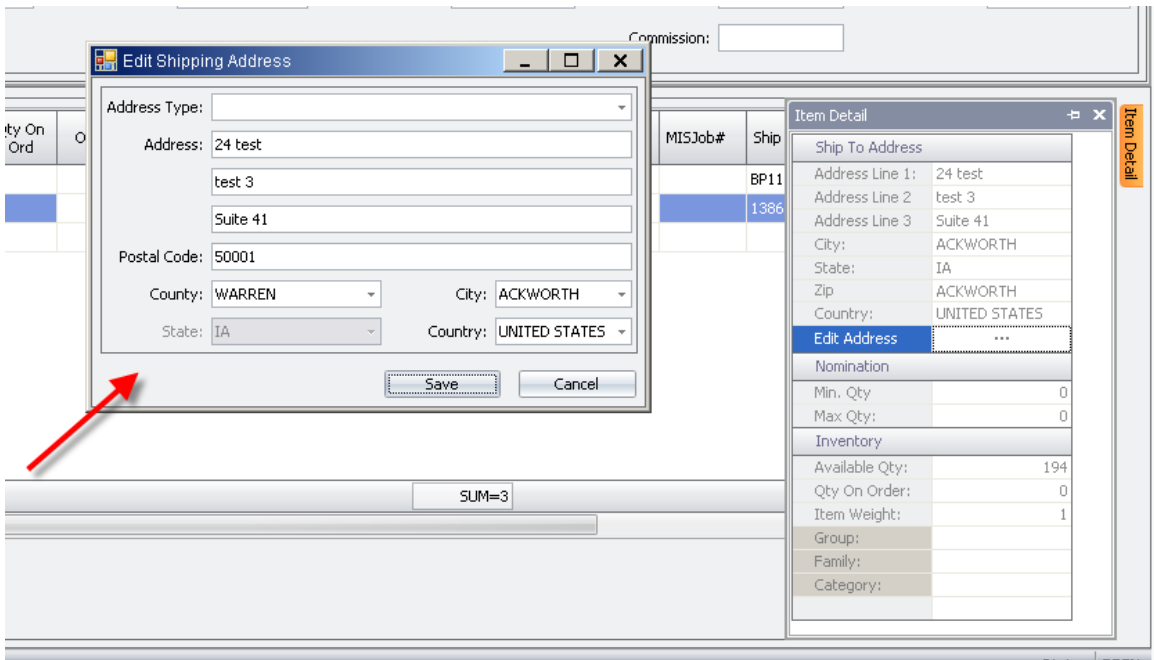 Commission:
Edit Shipping Address
Address Type:
Address: 24 test
test 3
Suite 41
Postal Code: 50001
County: WARREN City: ACKWORTH
State: IA Country: UNITED STATES
Save Cancel
Qty On
Ord
MISJob# Ship
BP11
1386
SUM=3
Item Detail
Ship To Address
Address Line 1: 24 test
Address Line 2 test 3
Address Line 3 Suite 41
City: ACKWORTH
State: IA
Zip ACKWORTH
Country: UNITED STATES
Edit Address ...
Nomination
Min. Qty 0
Max Qty: 0
Inventory
Available Qty: 194
Qty On Order: 0
Item Weight: 1
Group:
Family:
Category:
Item Detail